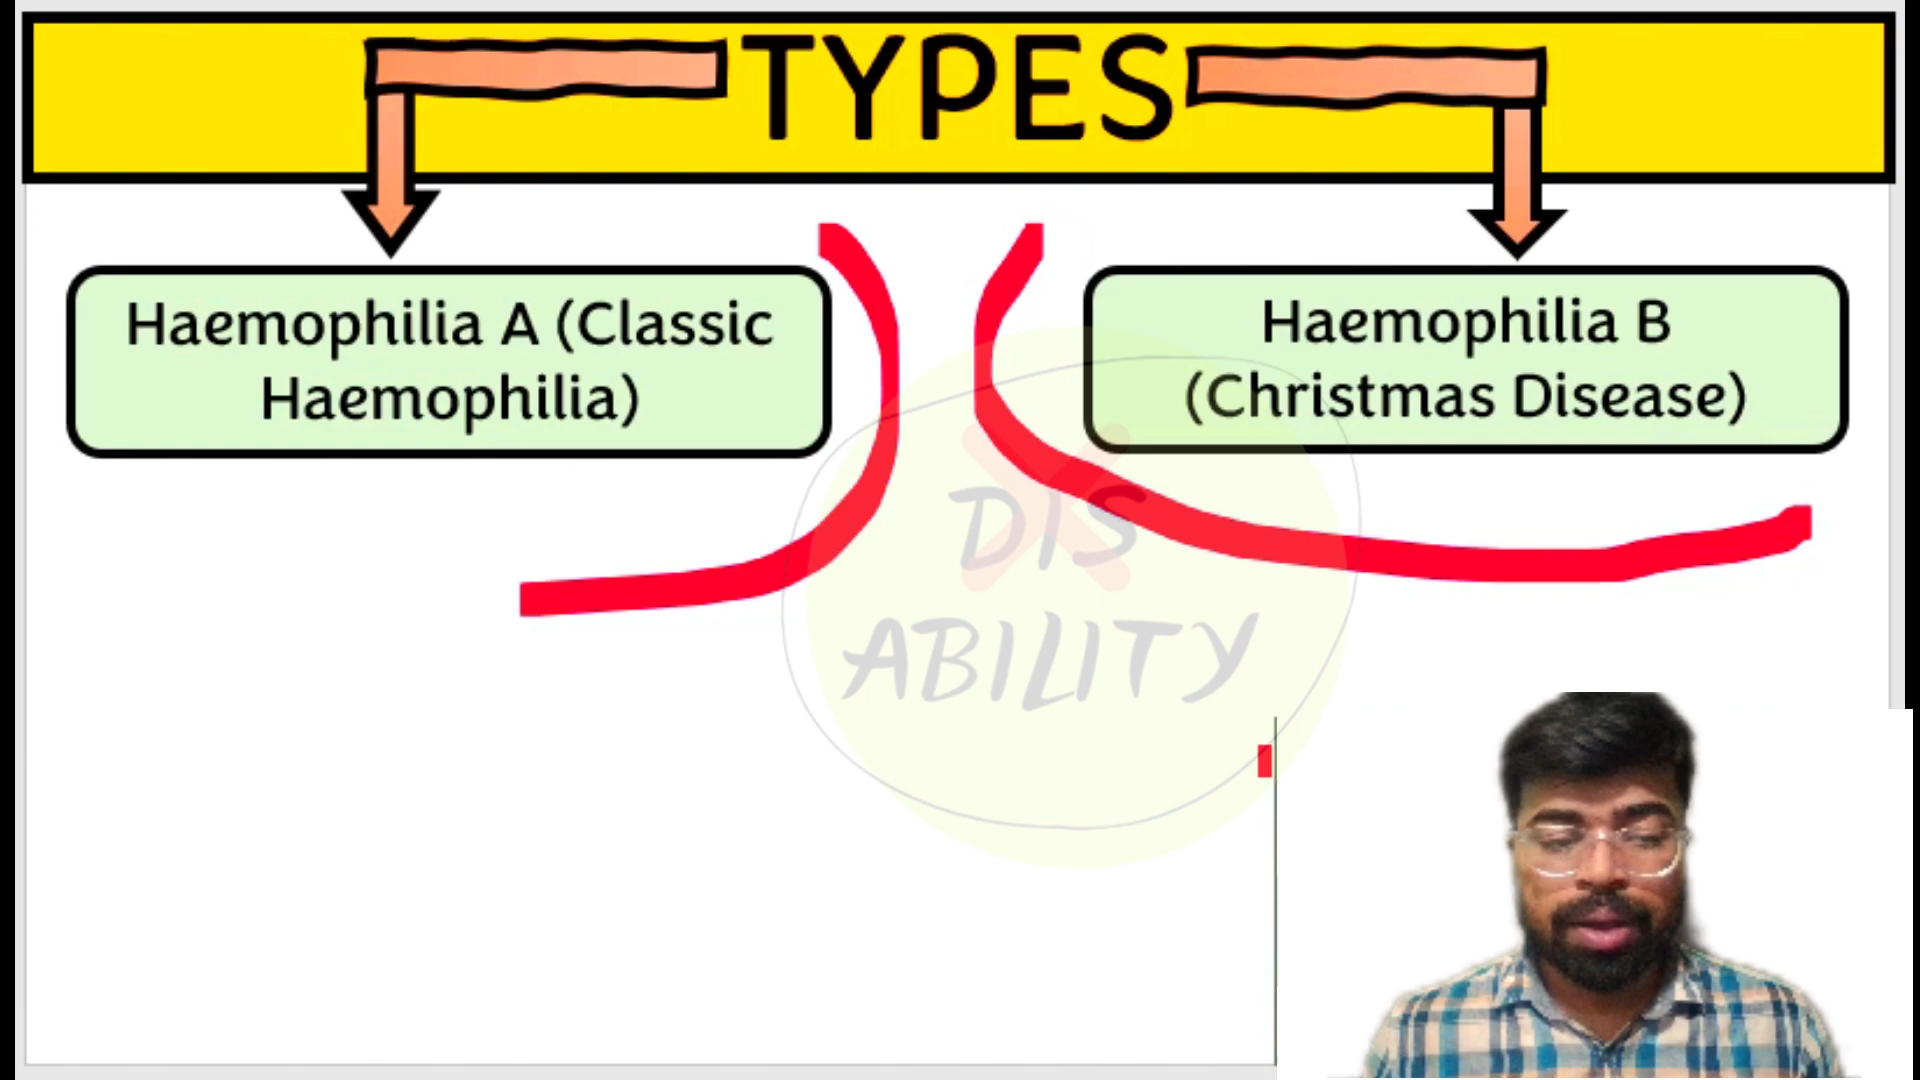 TYPES
Haemophilia A (Classic
Haemophilia)
Haemophilia B
(Christmas Disease)
DIS
ABILITY